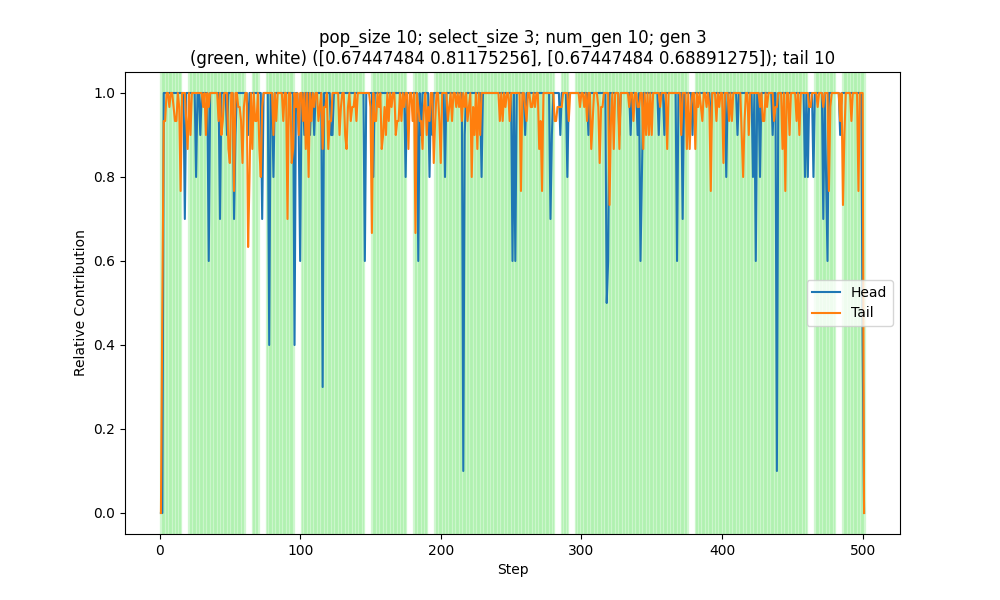 pop_size 10; select_size 3; num_gen 10; gen 3
(green, white) ([0.67447484 0.81175256], [0.67447484 0.68891275]); tail 10
1.0
0.8
0.6
0.4
0.2
0.0
Relative Contribution
Head
Tail
0
100
200
300
400
500
Step